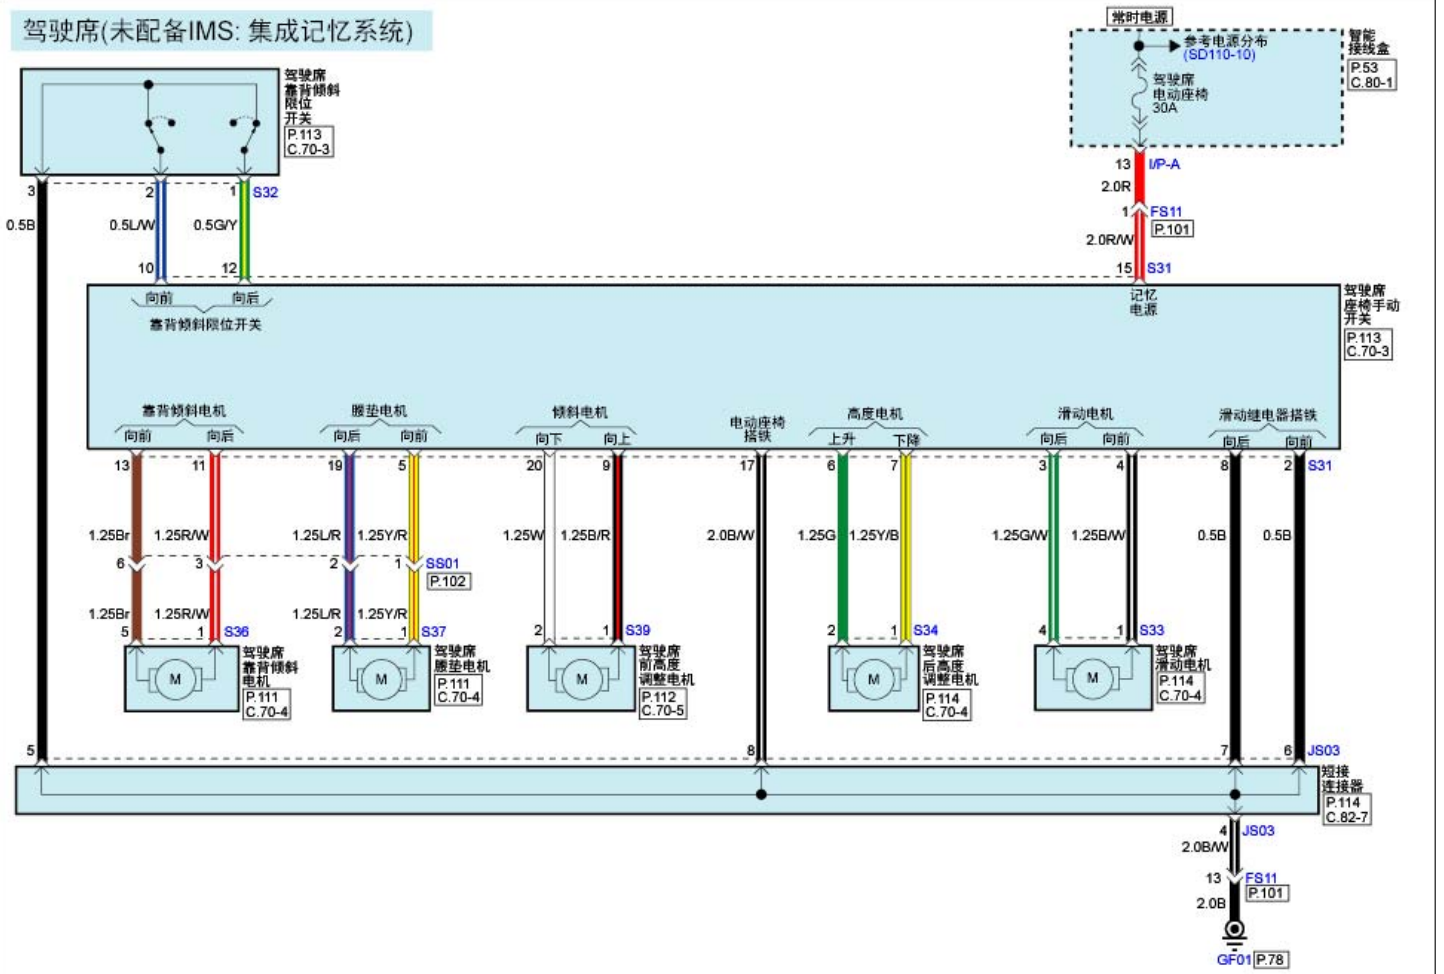 驾驶席(未配备IMS: 集成记忆系统)
常时电源
参考电源分布
(SD110-10)
驾驶席
电动座椅
30A
智能
接线盒
P.53
C.80-1
驾驶席
靠背倾斜
限位
开关
P.113
C.70-3
13 I/P-A
2.0R
1 FS11
P.101
2.0R/W
15 S31
3 2 1 S32
0.5B 0.5L/W 0.5G/Y
10 12
向前 向后
靠背倾斜限位开关
记忆
电源
驾驶席
座椅手动
开关
P.113
C.70-3
靠背倾斜电机 腰垫电机 倾斜电机 电动座椅 高度电机 滑动电机 滑动继电器搭铁
搭铁
向前 向后 向后 向前 向下 向上 上升 下降 向后 向前 向后 向前
13 11 19 5 20 9 17 6 7 3 4 8 2 S31
1.25Br 1.25R/W 1.25L/R 1.25Y/R 1.25W 1.25B/R 2.0B/W 1.25G 1.25Y/B 1.25G/W 1.25B/W 0.5B 0.5B
6 3 2 1 SS01
P.102
1.25Br 1.25R/W 1.25L/R 1.25Y/R
5 1 S36 2 1 S37 2 1 S39 2 1 S34 4 1 S33
M
驾驶席
靠背倾斜
电机
P.111
C.70-4
M
驾驶席
腰垫电机
P.111
C.70-4
M
驾驶席
前高度
调整电机
P.112
C.70-5
M
驾驶席
后高度
调整电机
P.114
C.70-4
M
驾驶席
滑动电机
P.114
C.70-4
5 8 7 6 JS03
短接
连接器
P.114
C.82-7
4 JS03
2.0B/W
13 FS11
P.101
2.0B
GF01 P.78